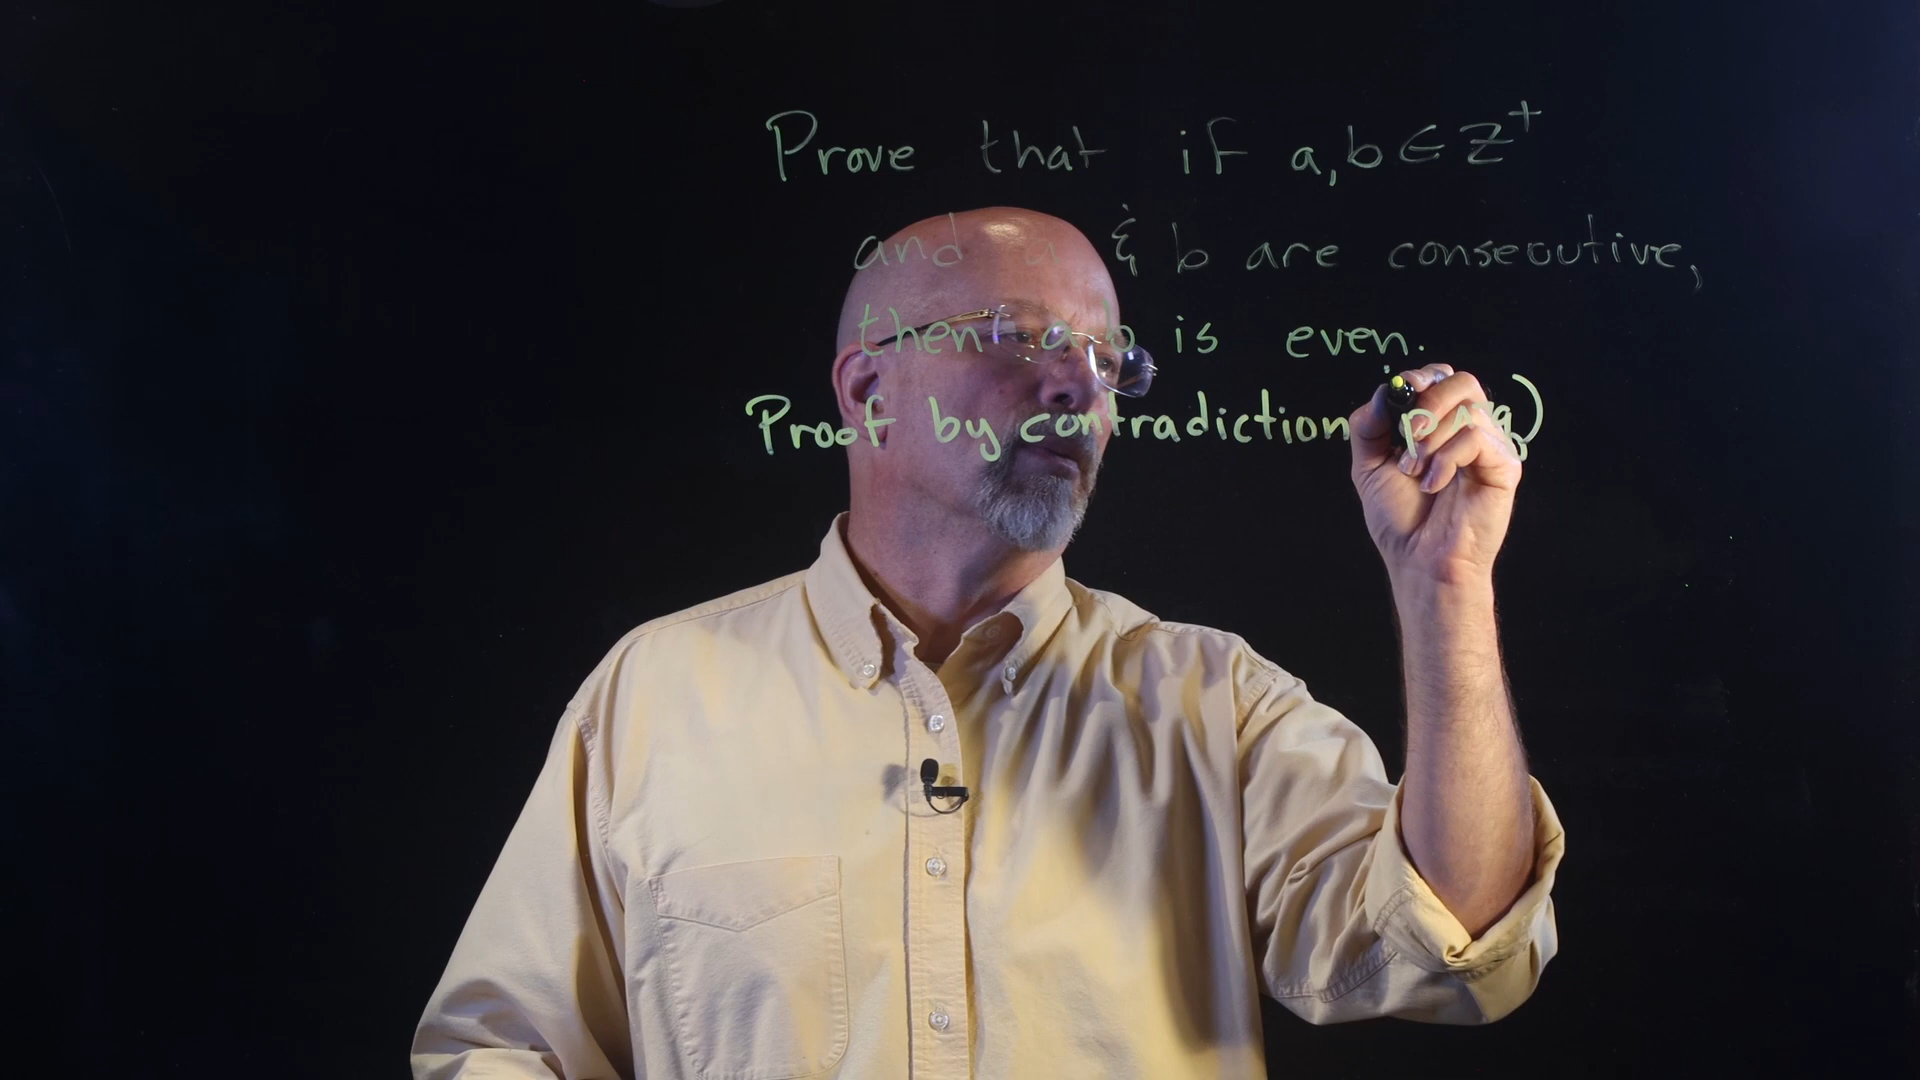 Prove that if a,b ∈ Z⁺
and a & b are consecutive,
then a·b is even.
Proof by contradiction